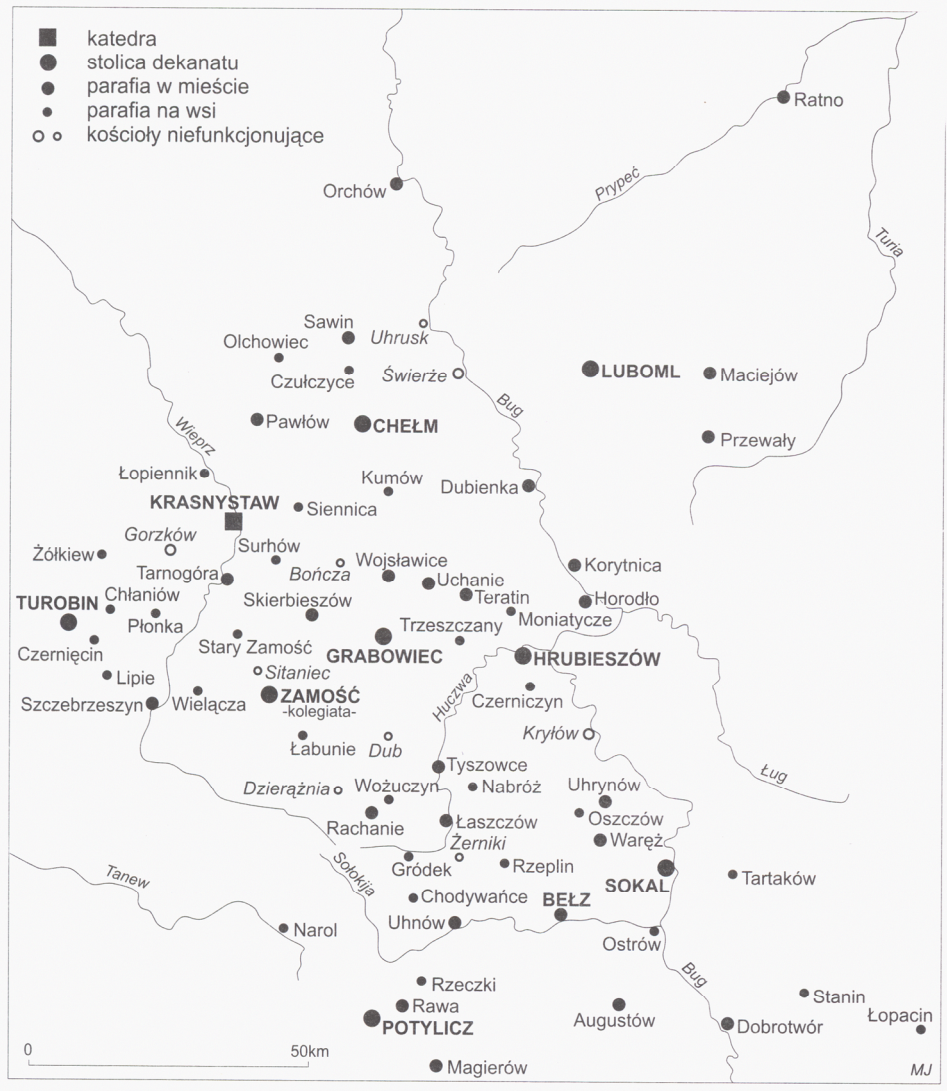 katedra
stolica dekanatu
parafia w mieście
parafia na wsi
kościoły niefunkcjonujące
Ratno
Orchów
Prypeć
Turia
Sawin
Uhrusk
Olchowiec
Czułczyce
Świerże
LUBOML
Maciejów
Bug
Pawłów
CHEŁM
Wieprz
Przewały
Łopiennik
Kumów
Dubienka
KRASNYSTAW
Siennica
Gorzków
Surhów
Żółkiew
Bończa
Wojsławice
Korytnica
Tarnogóra
Uchanie
Chłaniów
TUROBIN
Skierbieszów
Teratin
Horodło
Płonka
Trzeszczany
Moniatycze
Stary Zamość
Czernięcin
GRABOWIEC
HRUBIESZÓW
Sitaniec
Lipie
ZAMOŚĆ
-kolegiata-
Szczebrzeszyn
Wielącza
Huczwa
Czerniczyn
Kryłów
Łabunie
Dub
Tyszowce
Ług
Dzierążnia
Wożuczyn
Nabróż
Uhrynów
Rachanie
Łaszczów
Oszczów
Waręż
Żerniki
Sołokija
Gródek
Rzeplin
Tanew
SOKAL
Tartaków
Chodywańce
BEŁZ
Uhnów
Narol
Ostrów
Bug
Rzeczki
Stanin
Rawa
Łopacin
POTYLICZ
Augustów
Dobrotwór
0
50km
Magierów
MJ